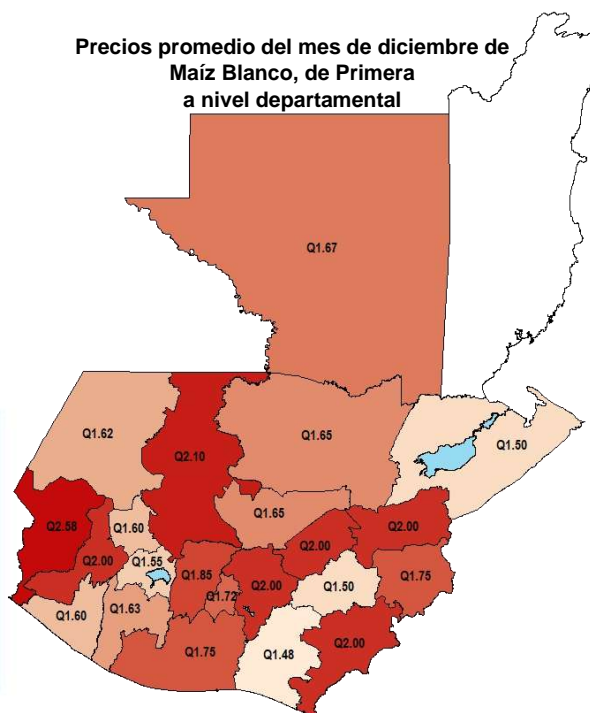 Precios promedio del mes de diciembre de
Maíz Blanco, de Primera
a nivel departamental
Q1.67
Q1.62
Q2.10
Q1.65
Q1.50
Q2.58
Q1.60
Q1.65
Q2.00
Q2.00
Q2.00
Q1.55
Q1.85
Q1.72
Q2.00
Q1.50
Q1.75
Q1.60
Q1.63
Q1.75
Q1.48
Q2.00